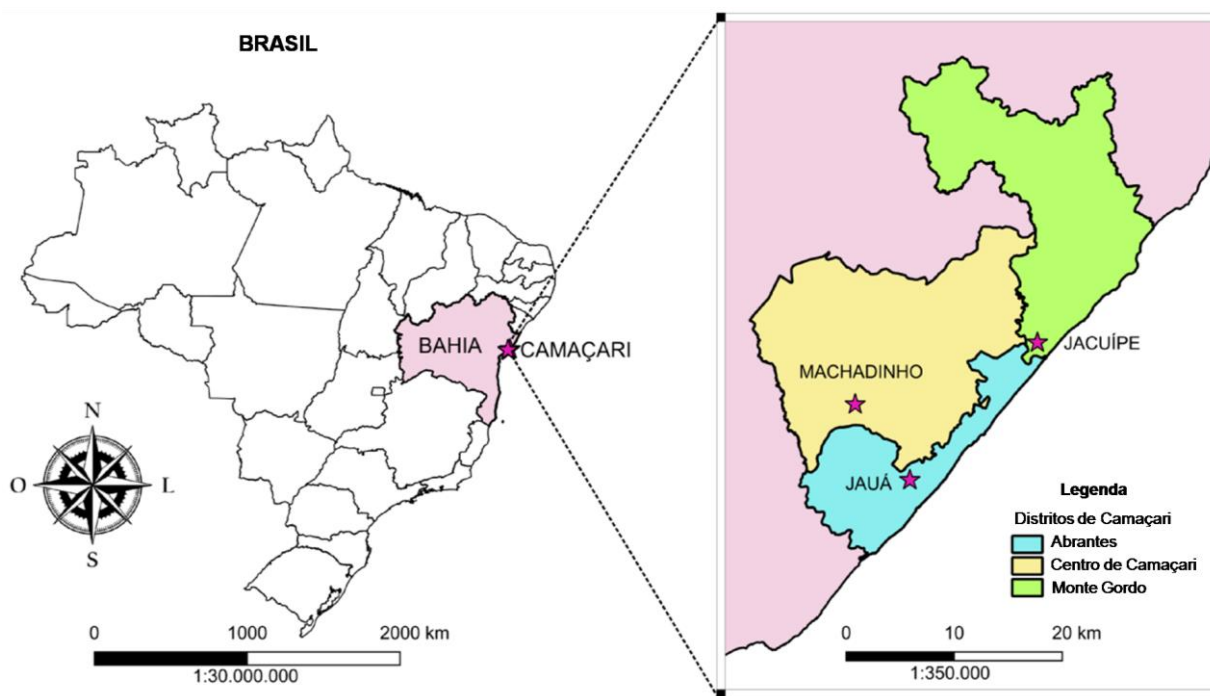 BRASIL
BAHIA
CAMAÇARI
N
O
L
S
0 1000 2000 km
1:30.000.000
JACUÍPE
MACHADINHO
JAUÁ
Legenda
Distritos de Camaçari
Abrantes
Centro de Camaçari
Monte Gordo
0 10 20 km
1:350.000